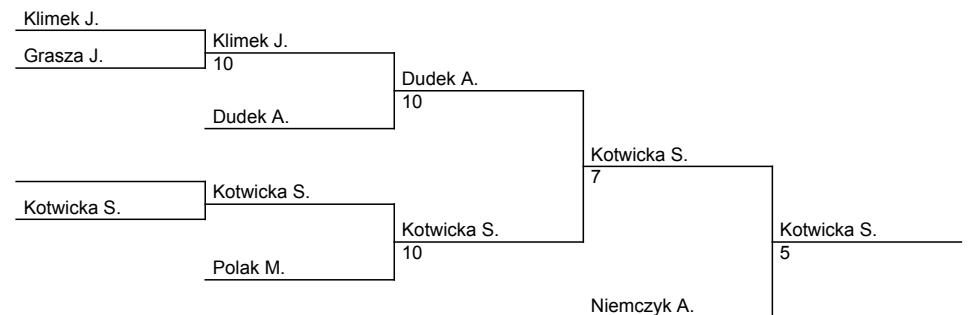 Klimek J.
Grasza J.
Klimek J.
10
Dudek A.
Dudek A.
10
Kotwicka S.
Kotwicka S.
Polak M.
Kotwicka S.
10
Kotwicka S.
7
Niemczyk A.
Kotwicka S.
5